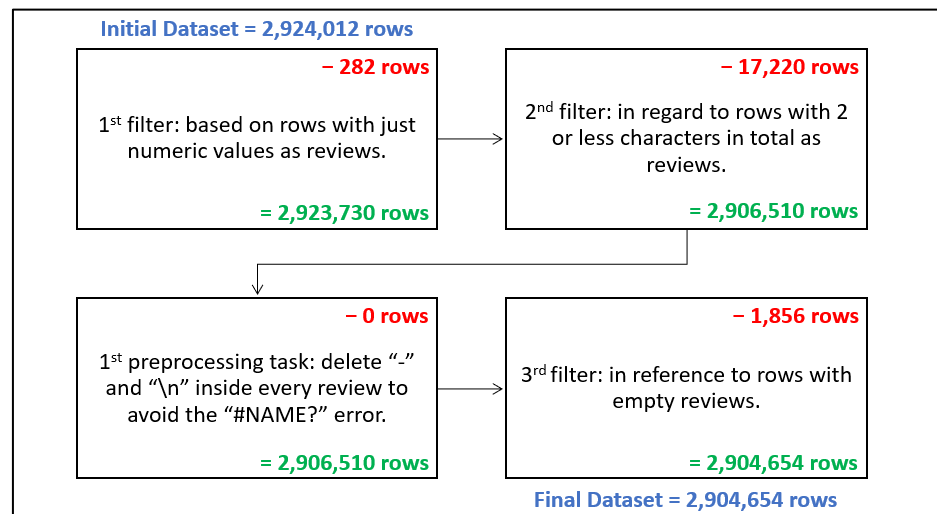 Initial Dataset = 2,924,012 rows
− 282 rows
1st filter: based on rows with just
numeric values as reviews.
= 2,923,730 rows
− 17,220 rows
2nd filter: in regard to rows with 2
or less characters in total as
reviews.
= 2,906,510 rows
− 0 rows
1st preprocessing task: delete “-”
and “\n” inside every review to
avoid the “#NAME?” error.
= 2,906,510 rows
− 1,856 rows
3rd filter: in reference to rows with
empty reviews.
= 2,904,654 rows
Final Dataset = 2,904,654 rows